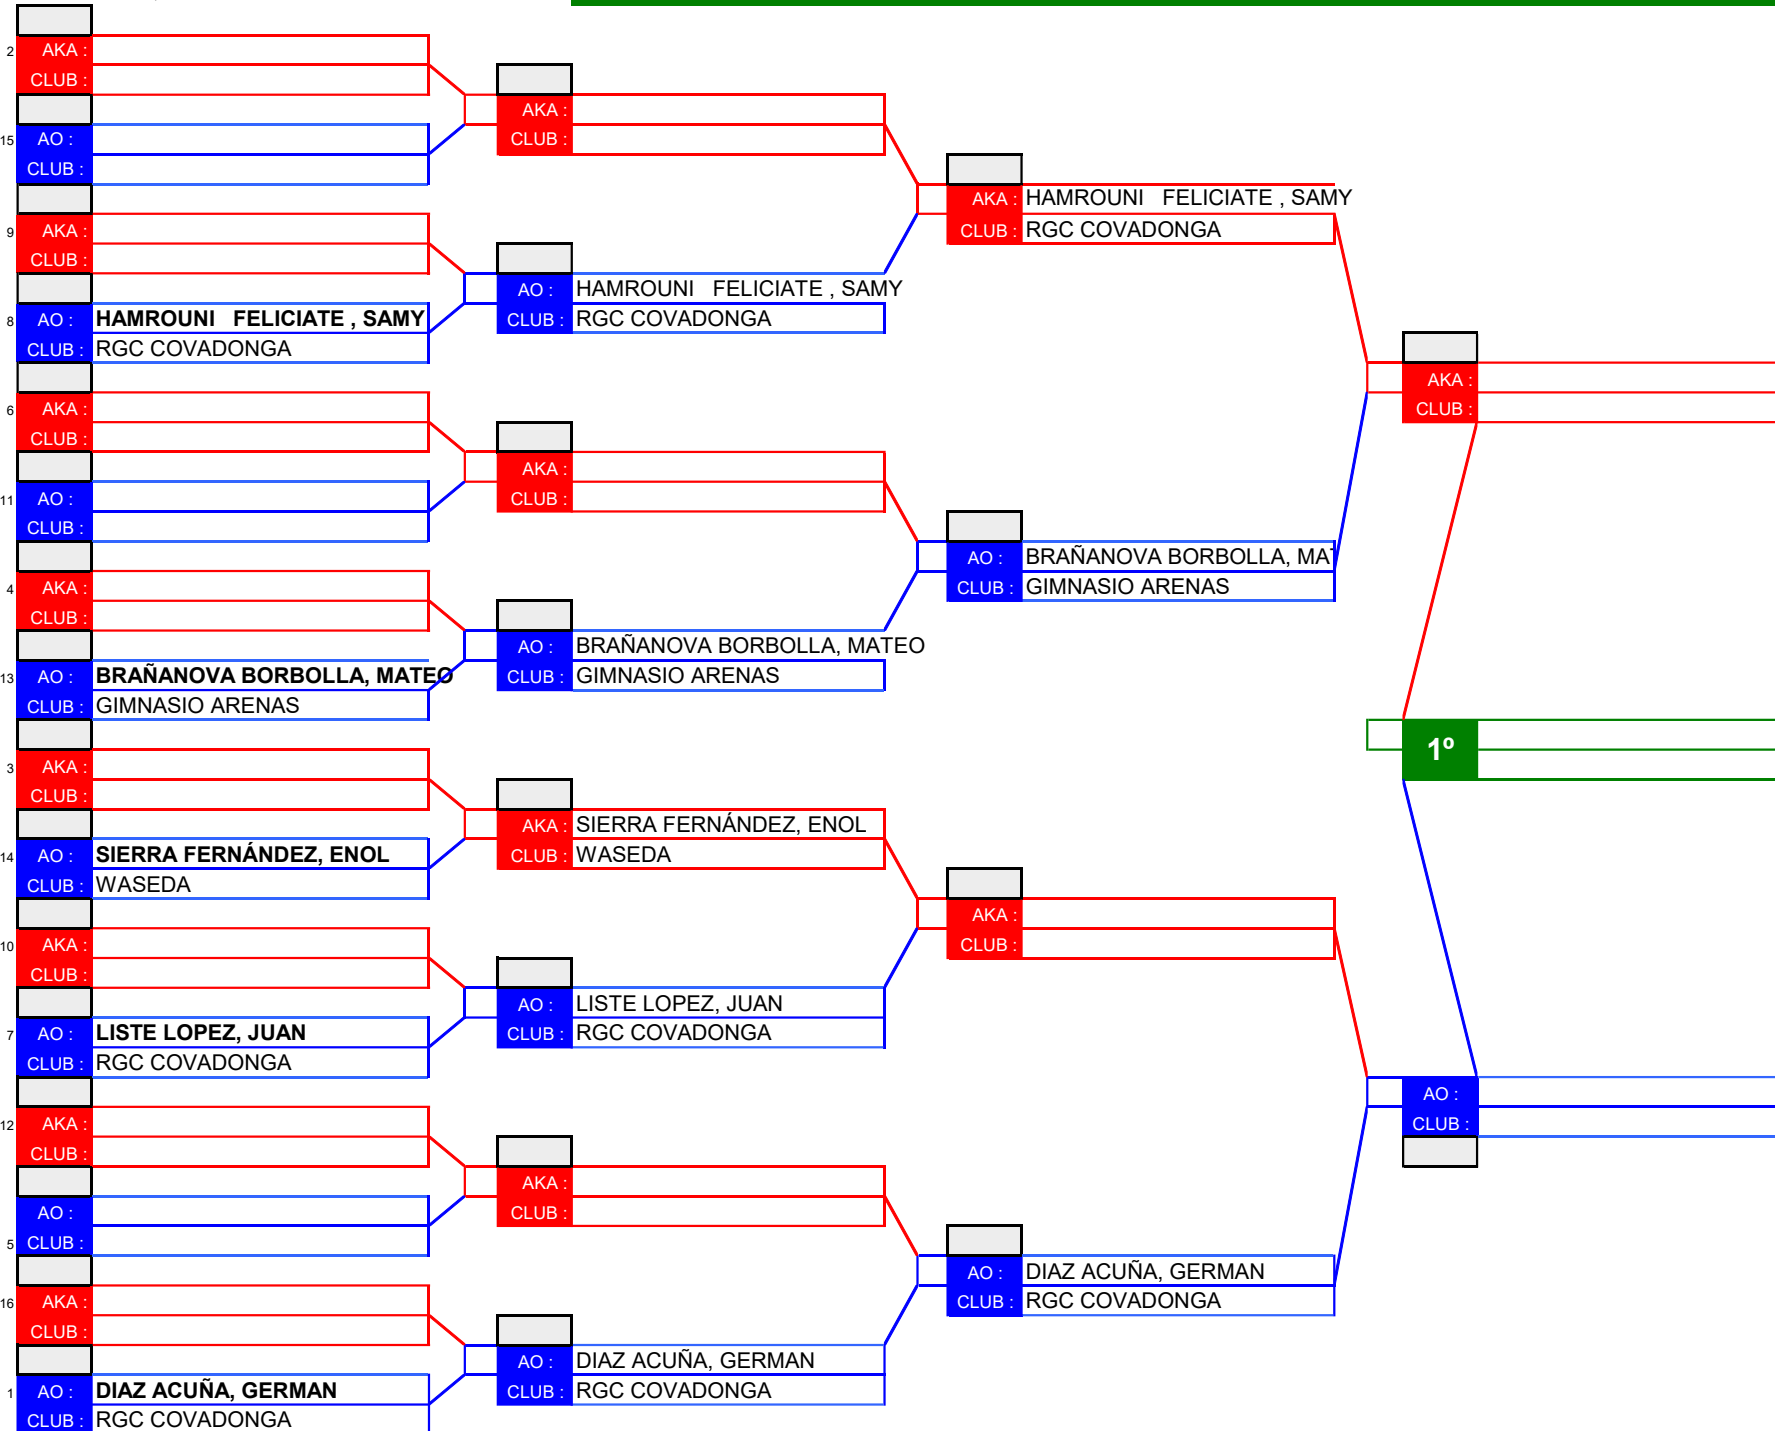 2
AKA :
CLUB :
15
AO :
CLUB :
9
AKA :
CLUB :
8
AO :
HAMROUNI FELICIATE , SAMY
CLUB :
RGC COVADONGA
6
AKA :
CLUB :
11
AO :
CLUB :
4
AKA :
CLUB :
13
AO :
BRAÑANOVA BORBOLLA, MATEO
CLUB :
GIMNASIO ARENAS
3
AKA :
CLUB :
14
AO :
SIERRA FERNÁNDEZ, ENOL
CLUB :
WASEDA
10
AKA :
CLUB :
7
AO :
LISTE LOPEZ, JUAN
CLUB :
RGC COVADONGA
12
AKA :
CLUB :
AO :
5
CLUB :
16
AKA :
CLUB :
1
AO :
DIAZ ACUÑA, GERMAN
CLUB :
RGC COVADONGA
AKA :
CLUB :
AO :
HAMROUNI FELICIATE , SAMY
CLUB :
RGC COVADONGA
AKA :
CLUB :
AO :
BRAÑANOVA BORBOLLA, MATEO
CLUB :
GIMNASIO ARENAS
AKA :
SIERRA FERNÁNDEZ, ENOL
CLUB :
WASEDA
AO :
LISTE LOPEZ, JUAN
CLUB :
RGC COVADONGA
AKA :
CLUB :
AO :
DIAZ ACUÑA, GERMAN
CLUB :
RGC COVADONGA
AKA :
HAMROUNI FELICIATE , SAMY
CLUB :
RGC COVADONGA
AO :
BRAÑANOVA BORBOLLA, MA
CLUB :
GIMNASIO ARENAS
AKA :
CLUB :
AO :
DIAZ ACUÑA, GERMAN
CLUB :
RGC COVADONGA
AKA :
CLUB :
1º
AO :
CLUB :